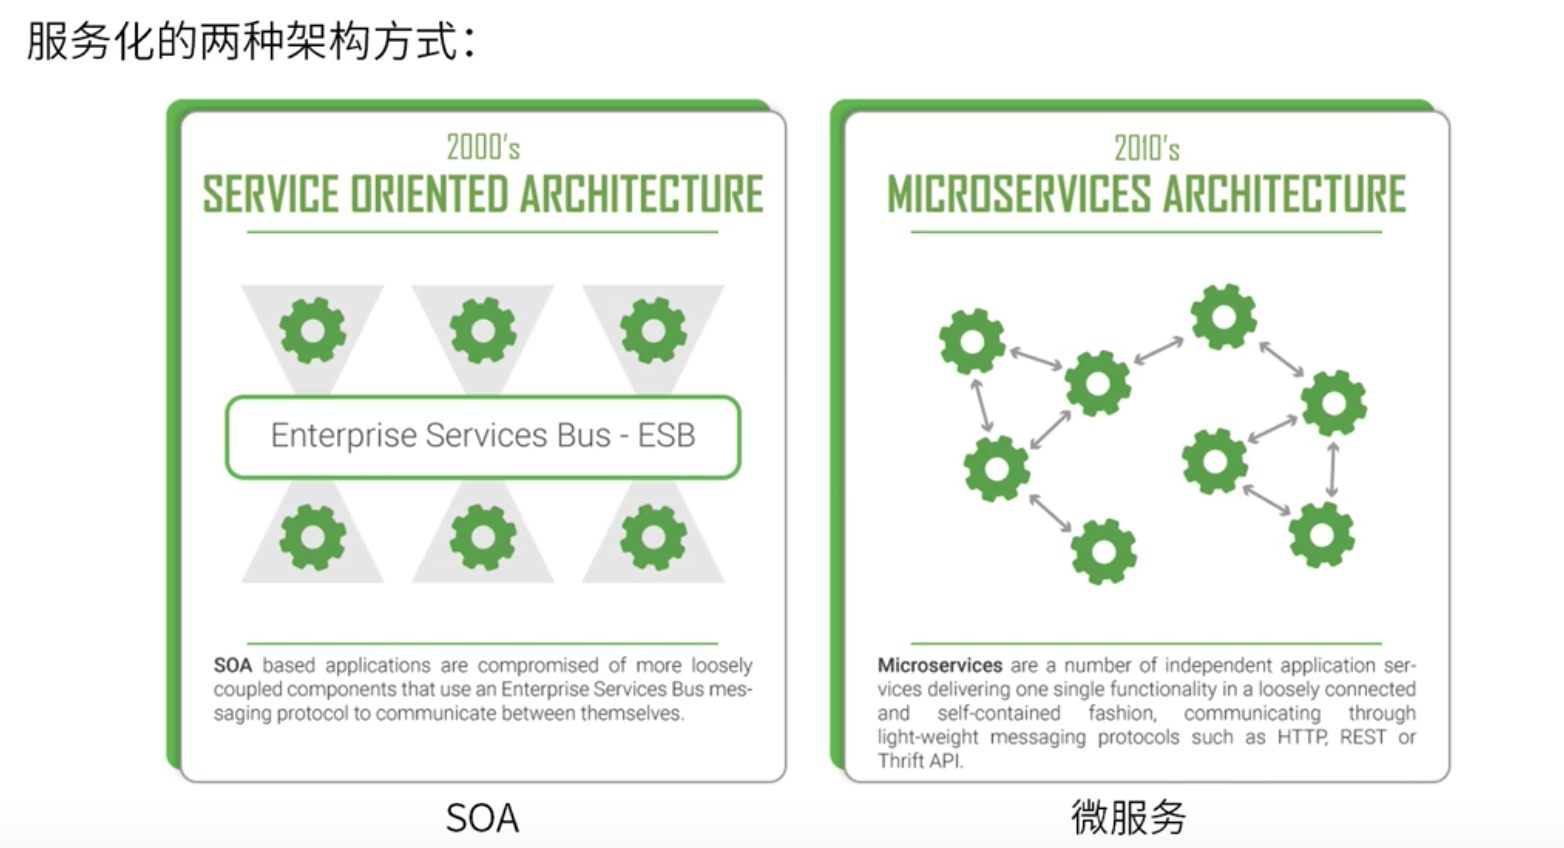 服务化的两种架构方式：
2000's
SERVICE ORIENTED ARCHITECTURE
Enterprise Services Bus - ESB
SOA based applications are compromised of more loosely
coupled components that use an Enterprise Services Bus mes-
saging protocol to communicate between themselves.
SOA
2010's
MICROSERVICES ARCHITECTURE
Microservices are a number of independent application ser-
vices delivering one single functionality in a loosely connected
and self-contained fashion, communicating through
light-weight messaging protocols such as HTTP, REST or
Thrift API.
微服务